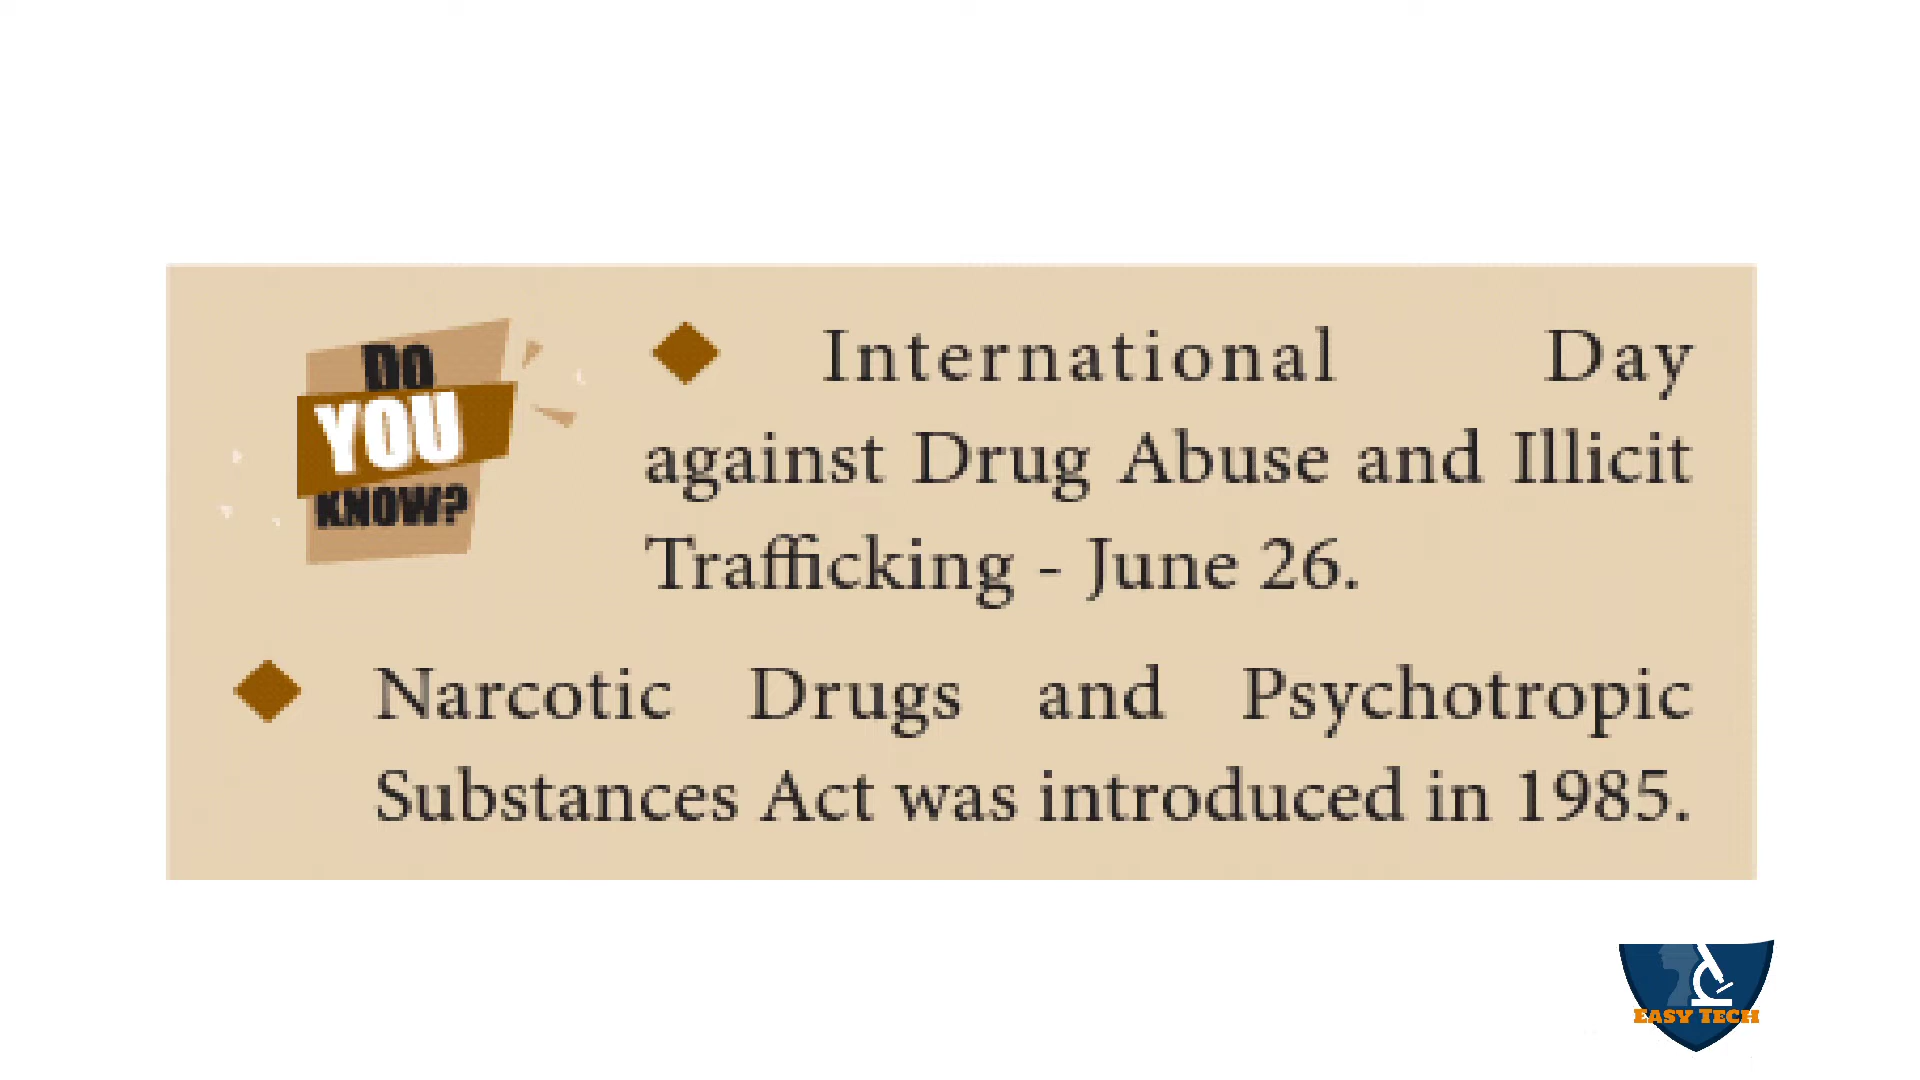 DO
YOU
KNOW?
◆ International Day
against Drug Abuse and Illicit
Trafficking - June 26.
◆ Narcotic Drugs and Psychotropic
Substances Act was introduced in 1985.
EASY TECH